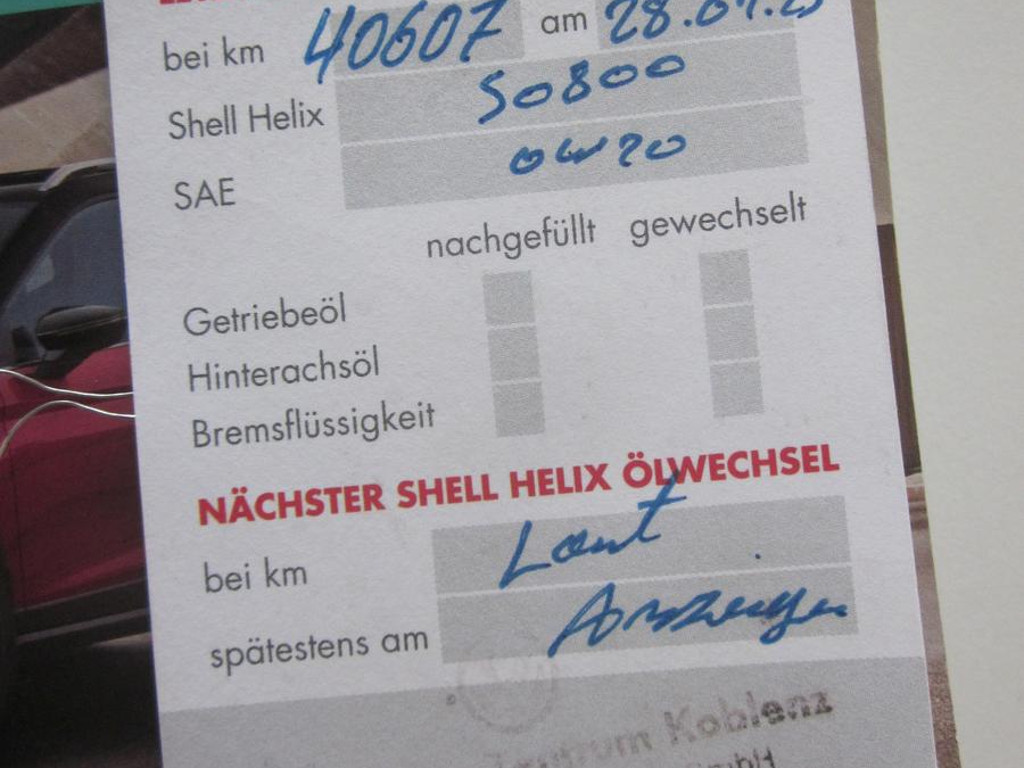 bei km 40607 am
Shell Helix 50800
SAE 0W20
nachgefüllt gewechselt
Getriebeöl
Hinterachsöl
Bremsflüssigkeit
NÄCHSTER SHELL HELIX ÖLWECHSEL
bei km Laut
spätestens am Anzeige
Koblenz